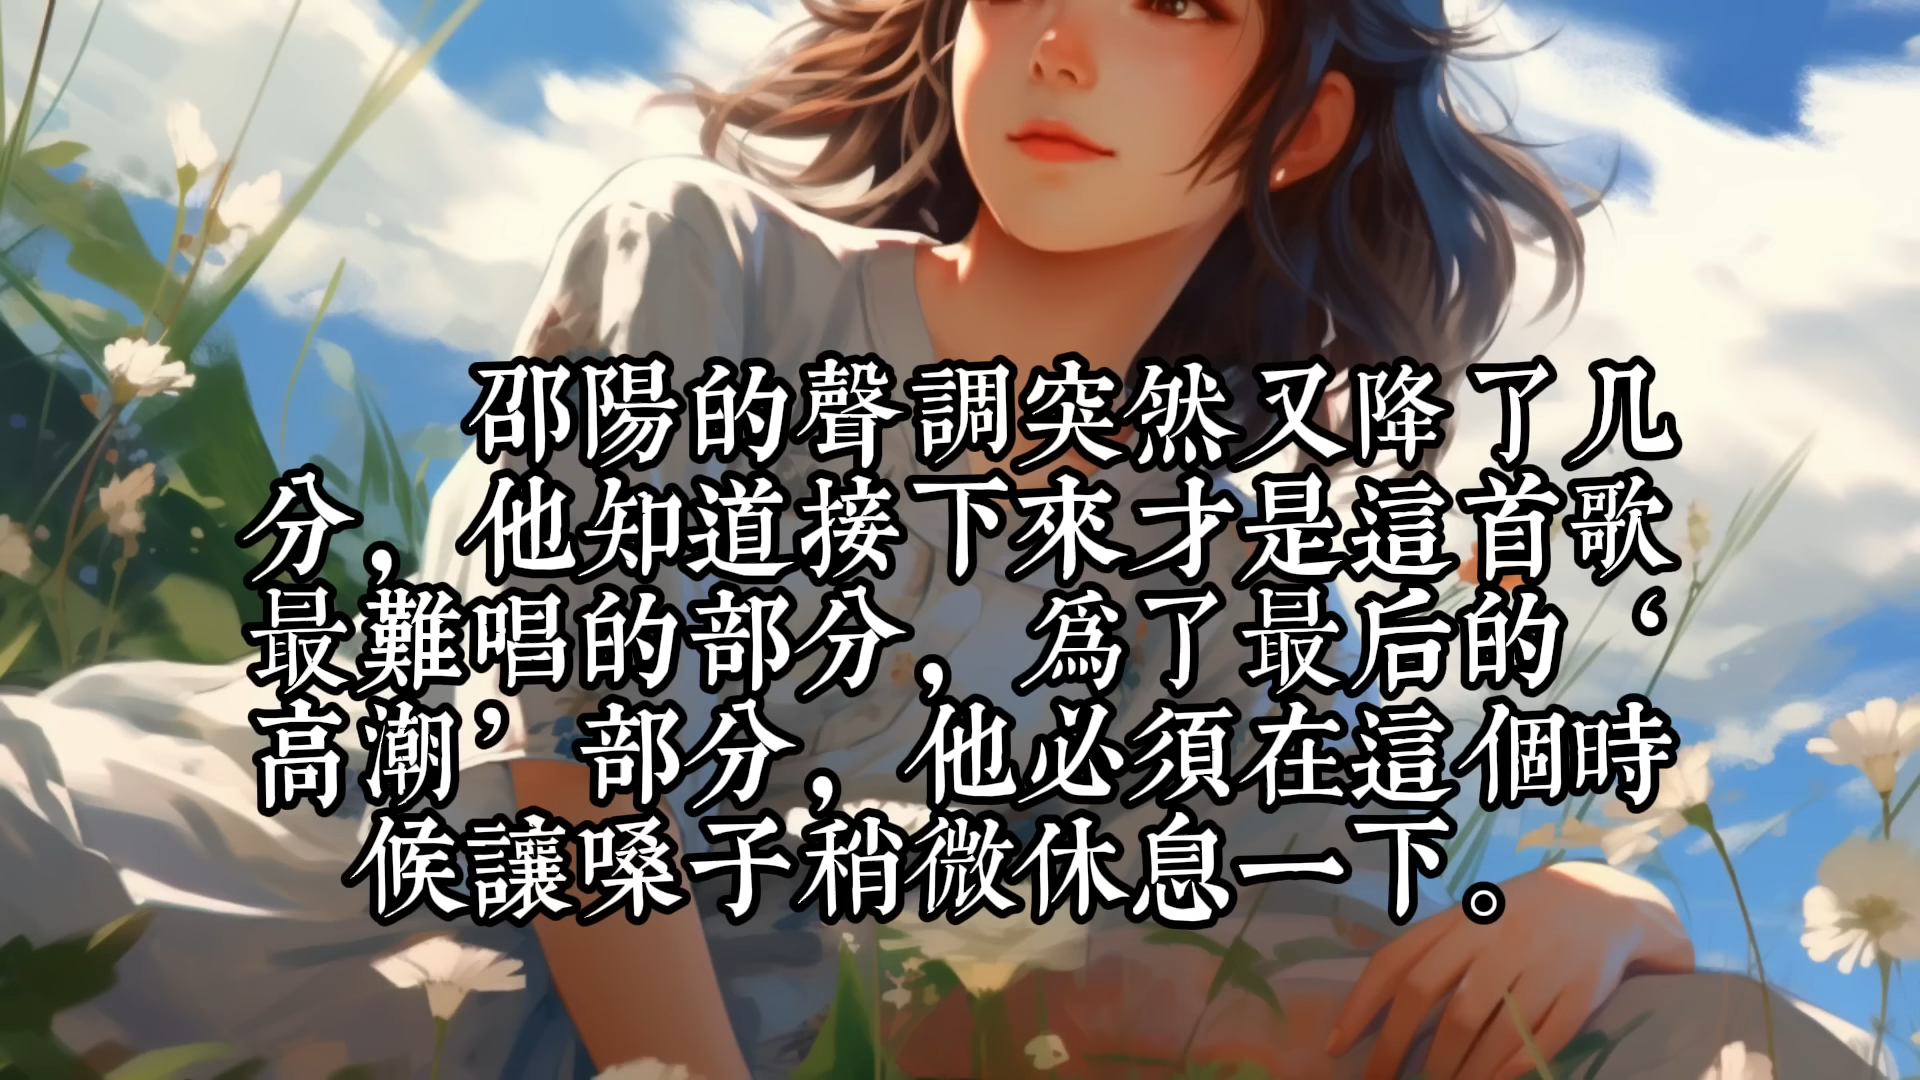 邵陽的聲調突然又降了几
分，他知道接下來才是這首歌
最難唱的部分，爲了最后的‘
高潮’部分，他必須在這個時
候讓嗓子稍微休息一下。